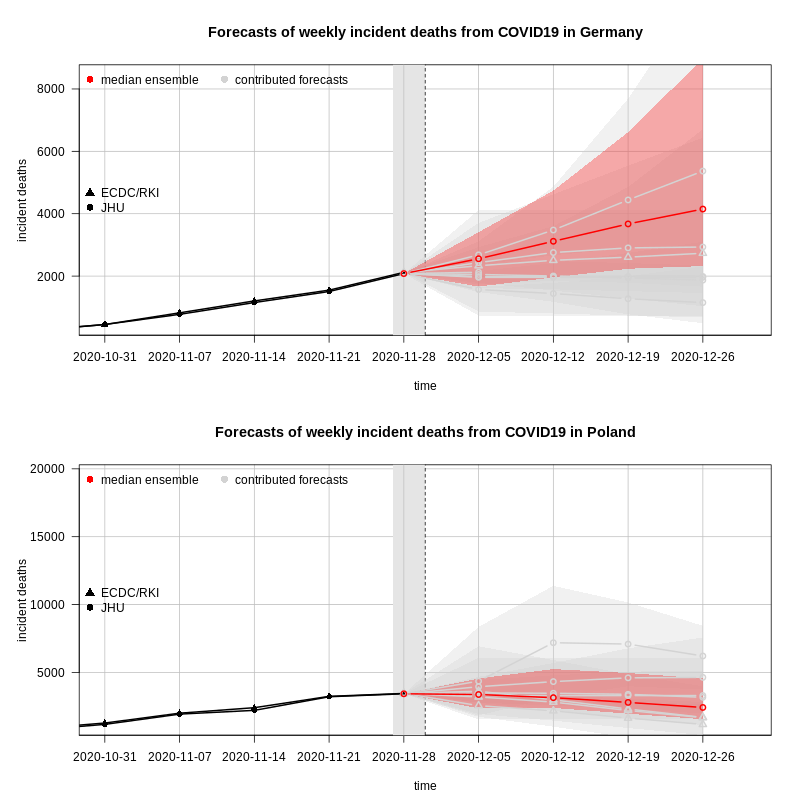 Forecasts of weekly incident deaths from COVID19 in Germany
median ensemble contributed forecasts
8000
6000
4000
2000
incident deaths
ECDC/RKI
JHU
2020-10-31 2020-11-07 2020-11-14 2020-11-21 2020-11-28 2020-12-05 2020-12-12 2020-12-19 2020-12-26
time
Forecasts of weekly incident deaths from COVID19 in Poland
median ensemble contributed forecasts
20000
15000
10000
5000
incident deaths
ECDC/RKI
JHU
2020-10-31 2020-11-07 2020-11-14 2020-11-21 2020-11-28 2020-12-05 2020-12-12 2020-12-19 2020-12-26
time